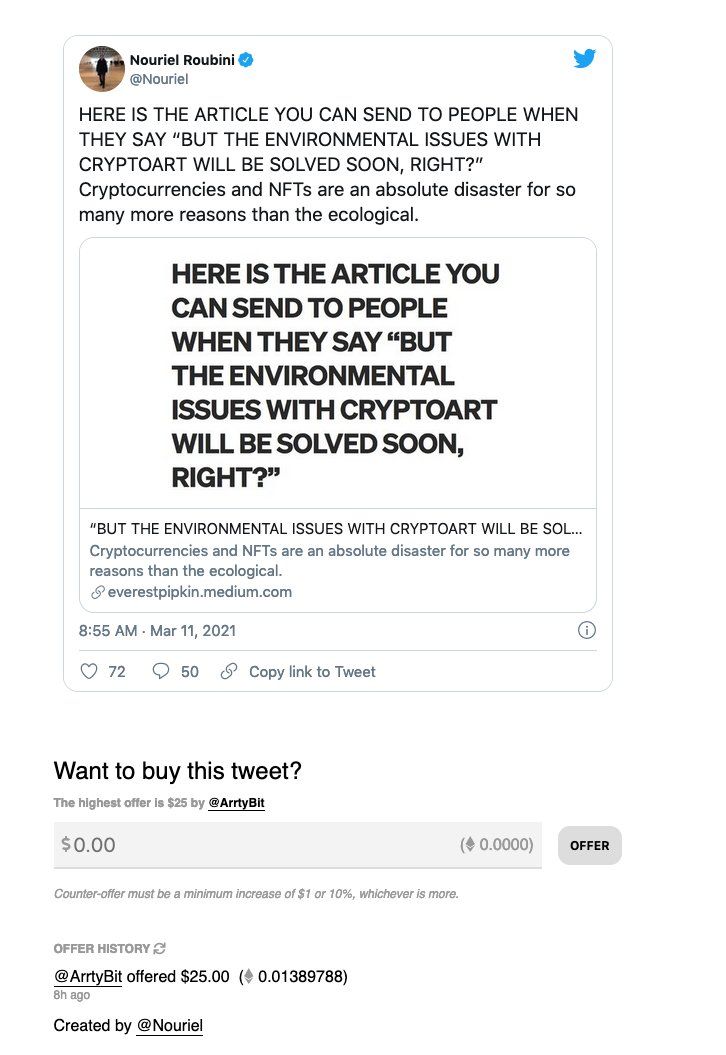 Nouriel Roubini
@Nouriel
HERE IS THE ARTICLE YOU CAN SEND TO PEOPLE WHEN
THEY SAY “BUT THE ENVIRONMENTAL ISSUES WITH
CRYPTOART WILL BE SOLVED SOON, RIGHT?”
Cryptocurrencies and NFTs are an absolute disaster for so
many more reasons than the ecological.
HERE IS THE ARTICLE YOU
CAN SEND TO PEOPLE
WHEN THEY SAY “BUT
THE ENVIRONMENTAL
ISSUES WITH CRYPTOART
WILL BE SOLVED SOON,
RIGHT?”
“BUT THE ENVIRONMENTAL ISSUES WITH CRYPTOART WILL BE SOL...
Cryptocurrencies and NFTs are an absolute disaster for so many more
reasons than the ecological.
everestpipkin.medium.com
8:55 AM · Mar 11, 2021
72 50 Copy link to Tweet
Want to buy this tweet?
The highest offer is $25 by @ArrtyBit
$0.00 (0.0000) OFFER
Counter-offer must be a minimum increase of $1 or 10%, whichever is more.
OFFER HISTORY
@ArrtyBit offered $25.00 (0.01389788)
8h ago
Created by @Nouriel